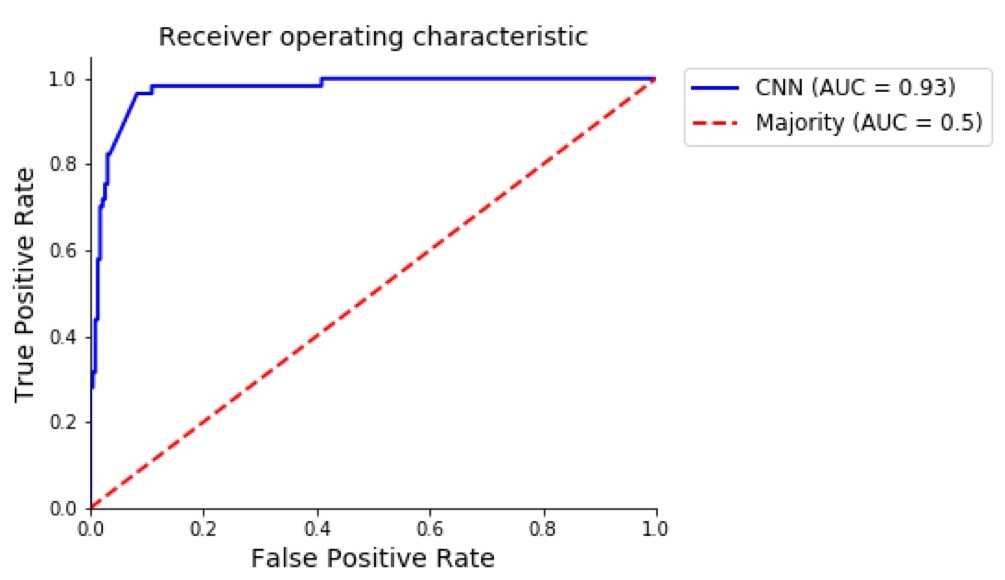 Receiver operating characteristic
CNN (AUC = 0.93)
Majority (AUC = 0.5)
True Positive Rate
1.0
0.8
0.6
0.4
0.2
0.0
0.0 0.2 0.4 0.6 0.8 1.0
False Positive Rate